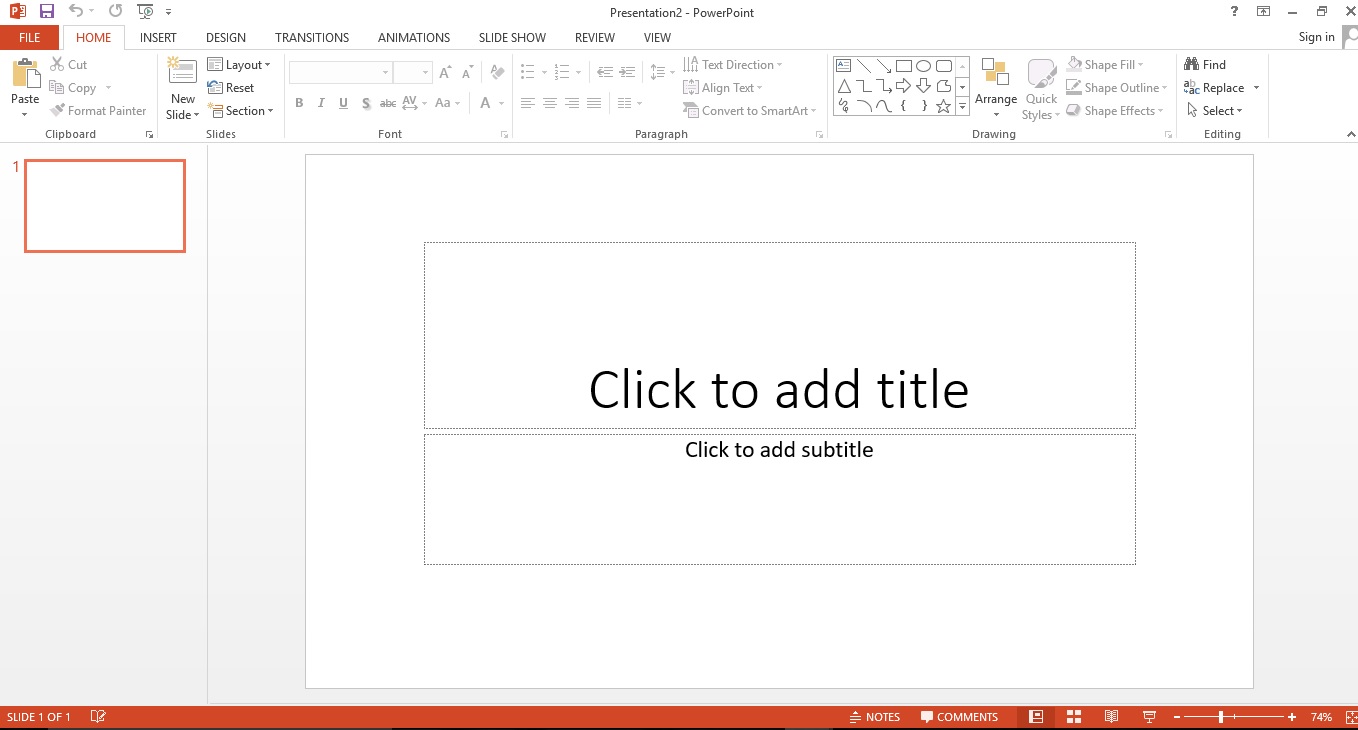 Presentation2 - PowerPoint
?
FILE HOME INSERT DESIGN TRANSITIONS ANIMATIONS SLIDE SHOW REVIEW VIEW Sign in
Paste
Cut
Copy
Format Painter
Clipboard
New
Slide
Layout
Reset
Section
Slides
B I U S abc AV Aa A
Font
Text Direction
Align Text
Convert to SmartArt
Paragraph
Arrange
Quick
Styles
Shape Fill
Shape Outline
Shape Effects
Drawing
Find
Replace
Select
Editing
1
Click to add title
Click to add subtitle
SLIDE 1 OF 1 NOTES COMMENTS 74%